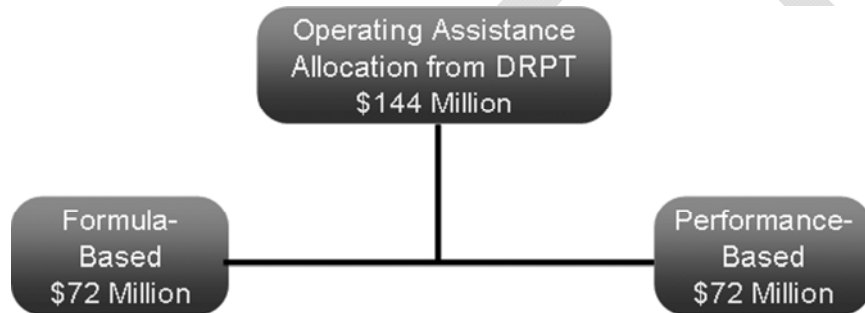 Operating Assistance
Allocation from DRPT
$144 Million
Formula-
Based
$72 Million
Performance-
Based
$72 Million